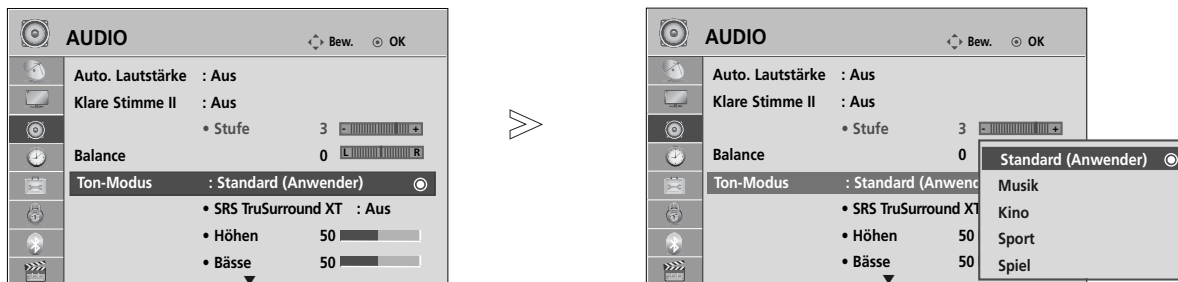 AUDIO Bew. OK
Auto. Lautstärke : Aus
Klare Stimme II : Aus
• Stufe 3 - +
Balance 0 L R
Ton-Modus : Standard (Anwender)
• SRS TruSurround XT : Aus
• Höhen 50
• Bässe 50
>
AUDIO Bew. OK
Auto. Lautstärke : Aus
Klare Stimme II : Aus
• Stufe 3 - +
Balance 0
Ton-Modus : Standard (Anwend
• SRS TruSurround XT
• Höhen 50
• Bässe 50
Standard (Anwender)
Musik
Kino
Sport
Spiel